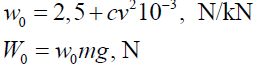 w₀ = 2,5 + cv²10⁻³, N/kN
W₀ = w₀mg, N